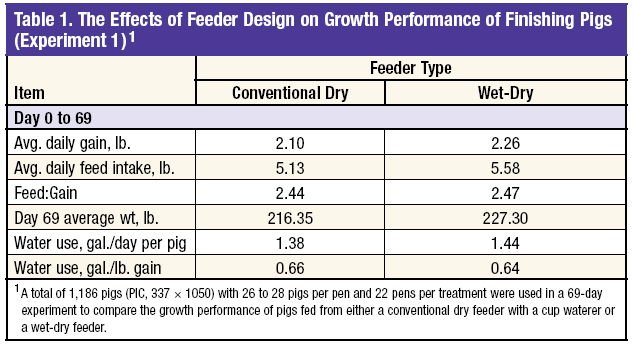 Table 1. The Effects of Feeder Design on Growth Performance of Finishing Pigs
(Experiment 1)1
Feeder Type
Item Conventional Dry Wet-Dry
Day 0 to 69
Avg. daily gain, lb. 2.10 2.26
Avg. daily feed intake, lb. 5.13 5.58
Feed:Gain 2.44 2.47
Day 69 average wt, lb. 216.35 227.30
Water use, gal./day per pig 1.38 1.44
Water use, gal./lb. gain 0.66 0.64
1 A total of 1,186 pigs (PIC, 337 × 1050) with 26 to 28 pigs per pen and 22 pens per treatment were used in a 69-day
experiment to compare the growth performance of pigs fed from either a conventional dry feeder with a cup waterer or
a wet-dry feeder.